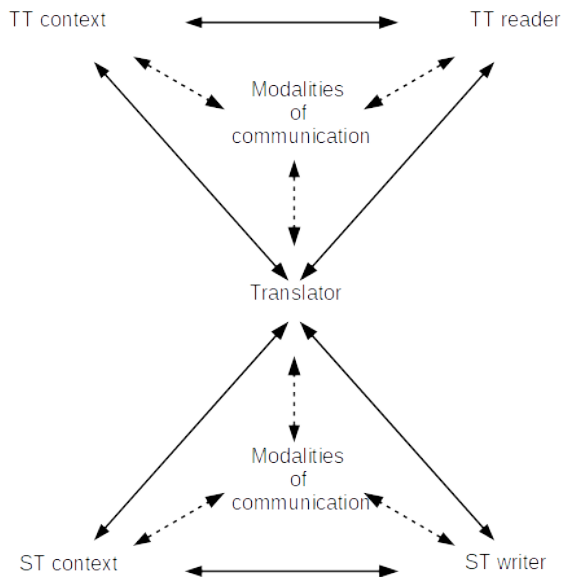 TT context
TT reader
Modalities
of
communication
Translator
Modalities
of
communication
ST context
ST writer